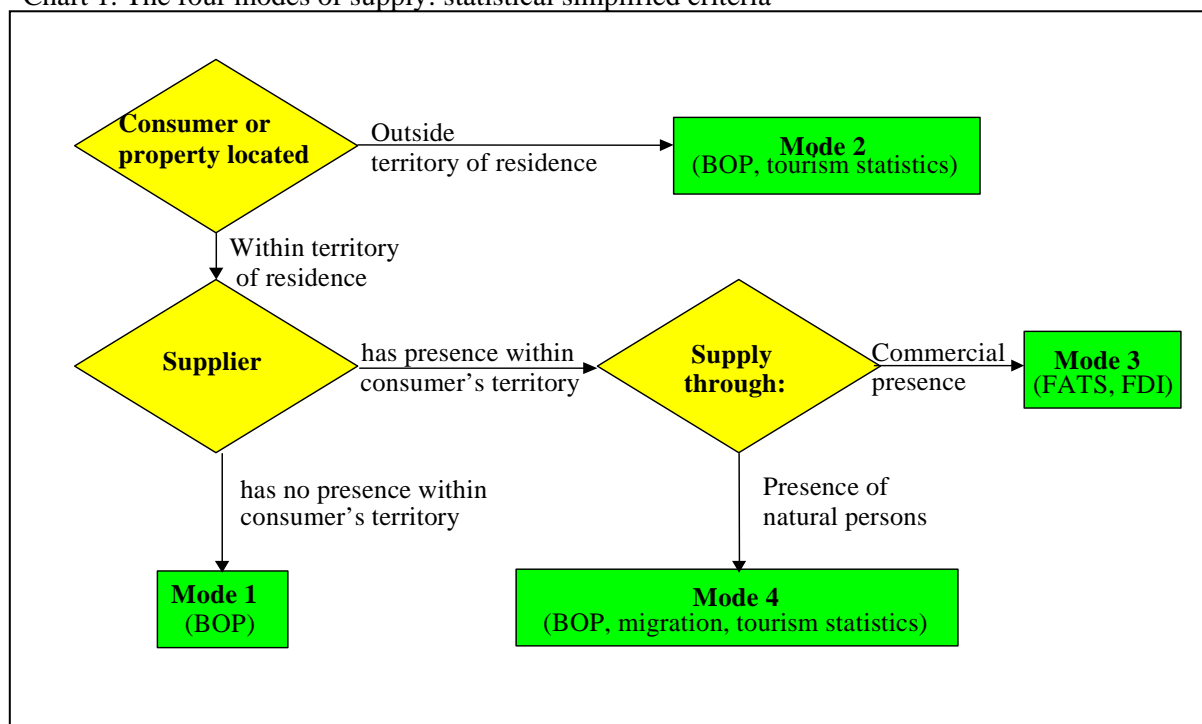 Chart 1: The four modes of supply: statistical simplified criteria
Consumer or
property located
Outside
territory of residence
Mode 2
(BOP, tourism statistics)
Within territory
of residence
Supplier
has presence within
consumer's territory
Supply
through:
Commercial
presence
Mode 3
(FATS, FDI)
has no presence within
consumer's territory
Presence of
natural persons
Mode 1
(BOP)
Mode 4
(BOP, migration, tourism statistics)